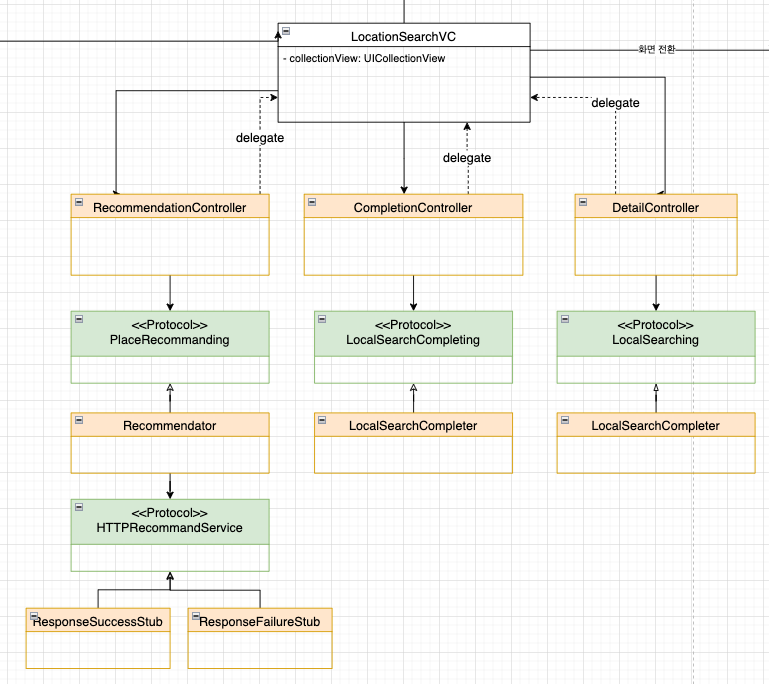 LocationSearchVC
- collectionView: UICollectionView
화면 전환
delegate
delegate
delegate
RecommendationController
CompletionController
DetailController
<<Protocol>>
PlaceRecommanding
<<Protocol>>
LocalSearchCompleting
<<Protocol>>
LocalSearching
Recommendator
LocalSearchCompleter
LocalSearchCompleter
<<Protocol>>
HTTPRecommandService
ResponseSuccessStub
ResponseFailureStub